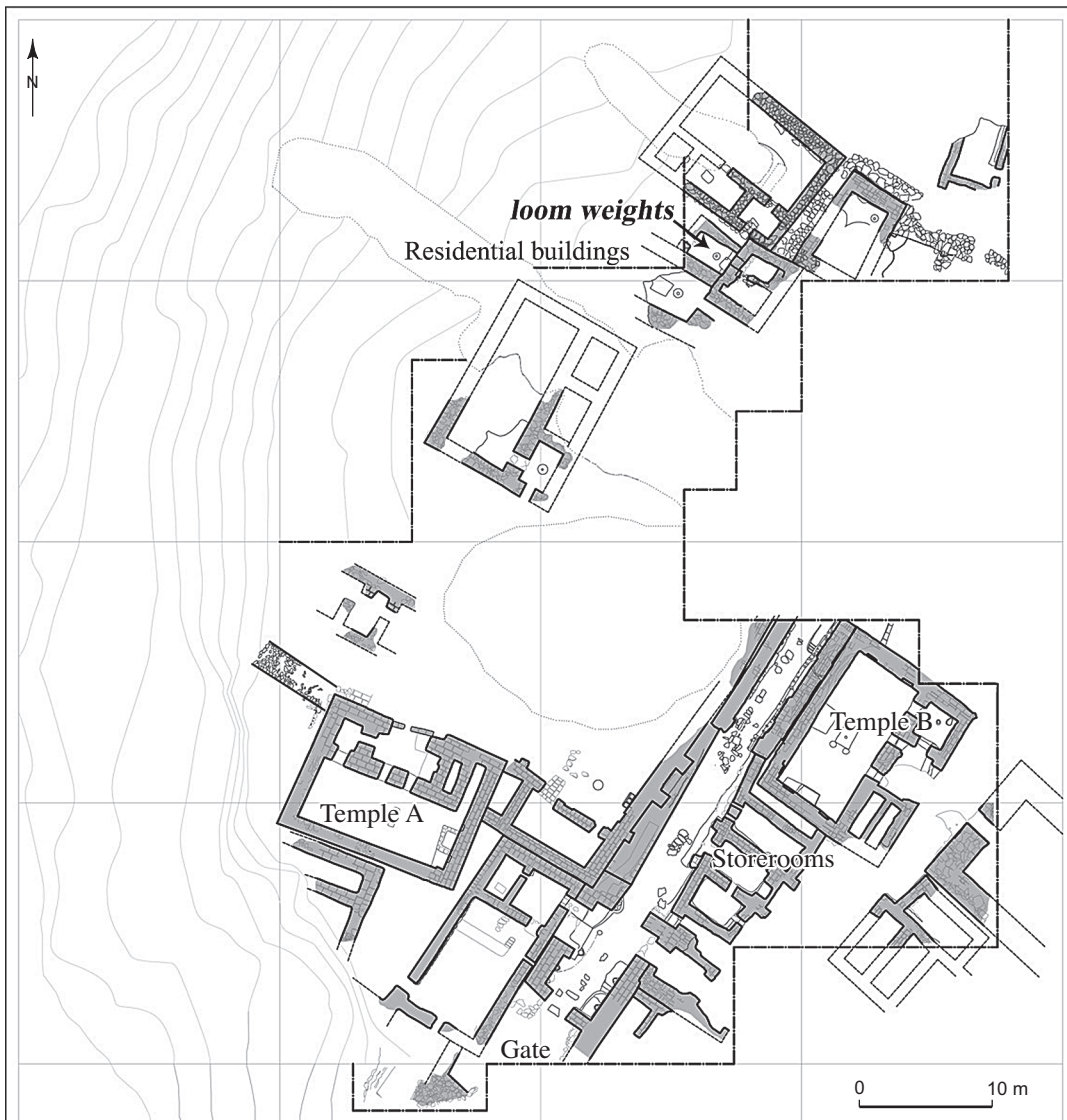 N
loom weights
Residential buildings
Temple B
Temple A
Storerooms
Gate
0 10 m